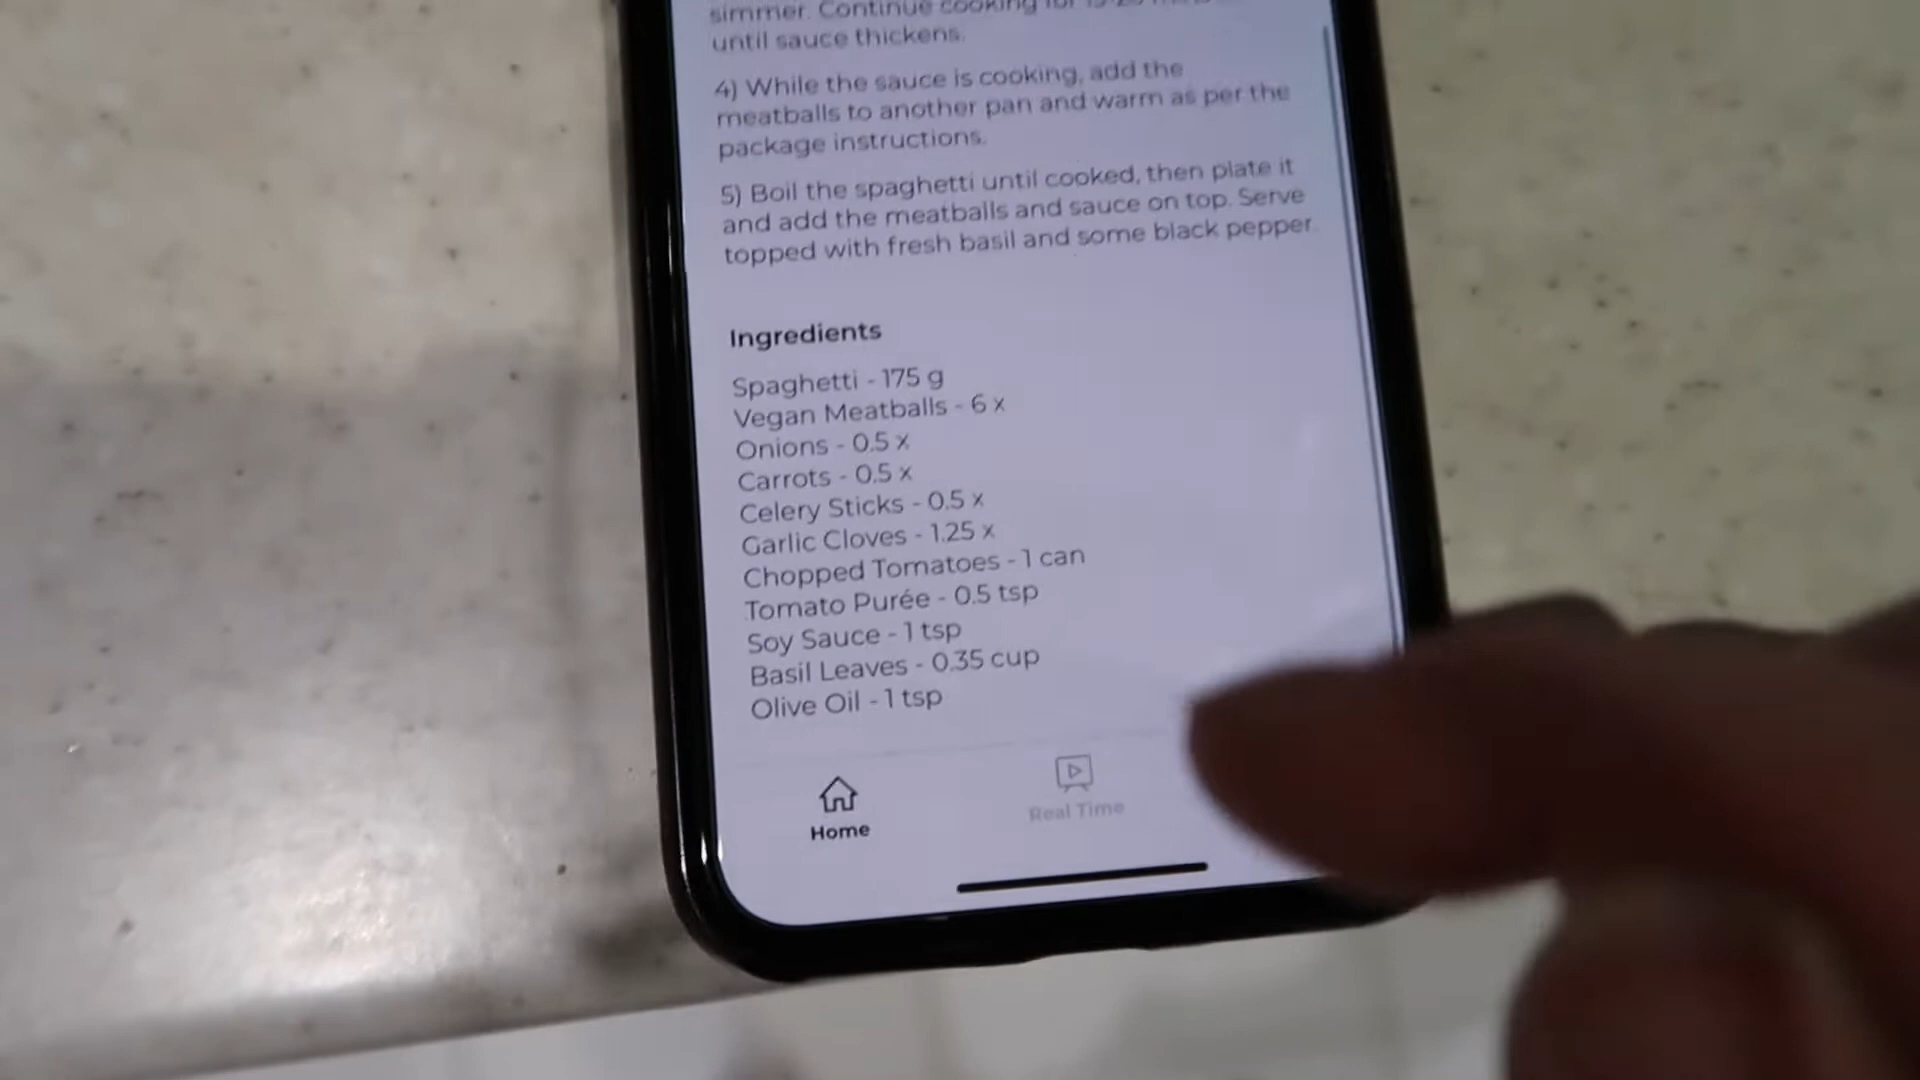 simmer. Continue cooking for
until sauce thickens.
4) While the sauce is cooking, add the
meatballs to another pan and warm as per the
package instructions.
5) Boil the spaghetti until cooked, then plate it
and add the meatballs and sauce on top. Serve
topped with fresh basil and some black pepper.
Ingredients
Spaghetti - 175 g
Vegan Meatballs - 6 x
Onions - 0.5 x
Carrots - 0.5 x
Celery Sticks - 0.5 x
Garlic Cloves - 1.25 x
Chopped Tomatoes - 1 can
Tomato Purée - 0.5 tsp
Soy Sauce - 1 tsp
Basil Leaves - 0.35 cup
Olive Oil - 1 tsp
Home
Real Time